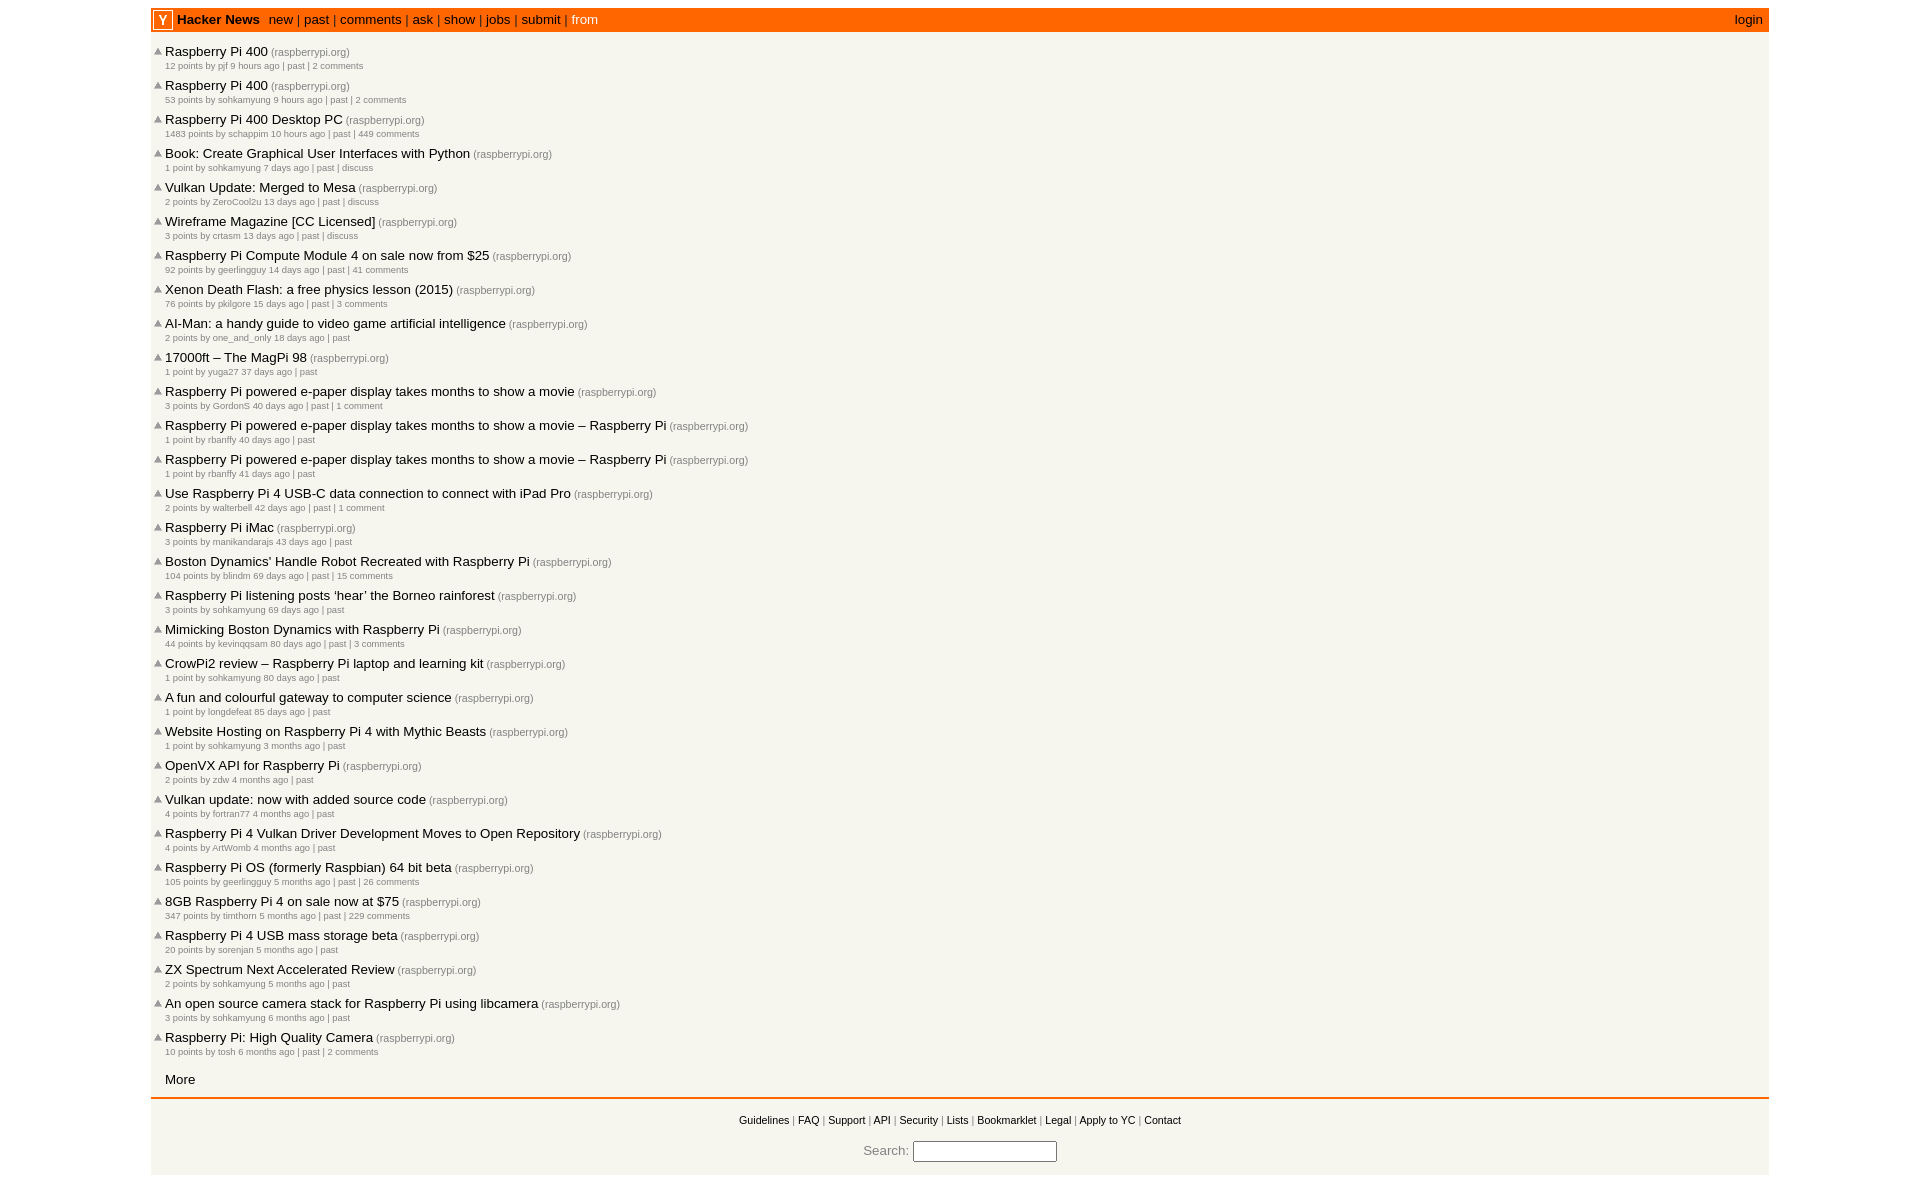 Y Hacker News new | past | comments | ask | show | jobs | submit | from login
Raspberry Pi 400 (raspberrypi.org)
12 points by pjf 9 hours ago | past | 2 comments
Raspberry Pi 400 (raspberrypi.org)
53 points by sohkamyung 9 hours ago | past | 2 comments
Raspberry Pi 400 Desktop PC (raspberrypi.org)
1483 points by schappim 10 hours ago | past | 449 comments
Book: Create Graphical User Interfaces with Python (raspberrypi.org)
1 point by sohkamyung 7 days ago | past | discuss
Vulkan Update: Merged to Mesa (raspberrypi.org)
2 points by ZeroCool2u 13 days ago | past | discuss
Wireframe Magazine [CC Licensed] (raspberrypi.org)
3 points by crtasm 13 days ago | past | discuss
Raspberry Pi Compute Module 4 on sale now from $25 (raspberrypi.org)
92 points by geerlingguy 14 days ago | past | 41 comments
Xenon Death Flash: a free physics lesson (2015) (raspberrypi.org)
76 points by pkilgore 15 days ago | past | 3 comments
AI-Man: a handy guide to video game artificial intelligence (raspberrypi.org)
2 points by one_and_only 18 days ago | past
17000ft – The MagPi 98 (raspberrypi.org)
1 point by yuga27 37 days ago | past
Raspberry Pi powered e-paper display takes months to show a movie (raspberrypi.org)
3 points by GordonS 40 days ago | past | 1 comment
Raspberry Pi powered e-paper display takes months to show a movie – Raspberry Pi (raspberrypi.org)
1 point by rbanffy 40 days ago | past
Raspberry Pi powered e-paper display takes months to show a movie – Raspberry Pi (raspberrypi.org)
1 point by rbanffy 41 days ago | past
Use Raspberry Pi 4 USB-C data connection to connect with iPad Pro (raspberrypi.org)
2 points by walterbell 42 days ago | past | 1 comment
Raspberry Pi iMac (raspberrypi.org)
3 points by manikandarajs 43 days ago | past
Boston Dynamics' Handle Robot Recreated with Raspberry Pi (raspberrypi.org)
104 points by blindm 69 days ago | past | 15 comments
Raspberry Pi listening posts ‘hear’ the Borneo rainforest (raspberrypi.org)
3 points by sohkamyung 69 days ago | past
Mimicking Boston Dynamics with Raspberry Pi (raspberrypi.org)
44 points by kevinqqsam 80 days ago | past | 3 comments
CrowPi2 review – Raspberry Pi laptop and learning kit (raspberrypi.org)
1 point by sohkamyung 80 days ago | past
A fun and colourful gateway to computer science (raspberrypi.org)
1 point by longdefeat 85 days ago | past
Website Hosting on Raspberry Pi 4 with Mythic Beasts (raspberrypi.org)
1 point by sohkamyung 3 months ago | past
OpenVX API for Raspberry Pi (raspberrypi.org)
2 points by zdw 4 months ago | past
Vulkan update: now with added source code (raspberrypi.org)
4 points by fortran77 4 months ago | past
Raspberry Pi 4 Vulkan Driver Development Moves to Open Repository (raspberrypi.org)
4 points by ArtWomb 4 months ago | past
Raspberry Pi OS (formerly Raspbian) 64 bit beta (raspberrypi.org)
105 points by geerlingguy 5 months ago | past | 26 comments
8GB Raspberry Pi 4 on sale now at $75 (raspberrypi.org)
347 points by timthorn 5 months ago | past | 229 comments
Raspberry Pi 4 USB mass storage beta (raspberrypi.org)
20 points by sorenjan 5 months ago | past
ZX Spectrum Next Accelerated Review (raspberrypi.org)
2 points by sohkamyung 5 months ago | past
An open source camera stack for Raspberry Pi using libcamera (raspberrypi.org)
3 points by sohkamyung 6 months ago | past
Raspberry Pi: High Quality Camera (raspberrypi.org)
10 points by tosh 6 months ago | past | 2 comments
More
Guidelines | FAQ | Support | API | Security | Lists | Bookmarklet | Legal | Apply to YC | Contact
Search: